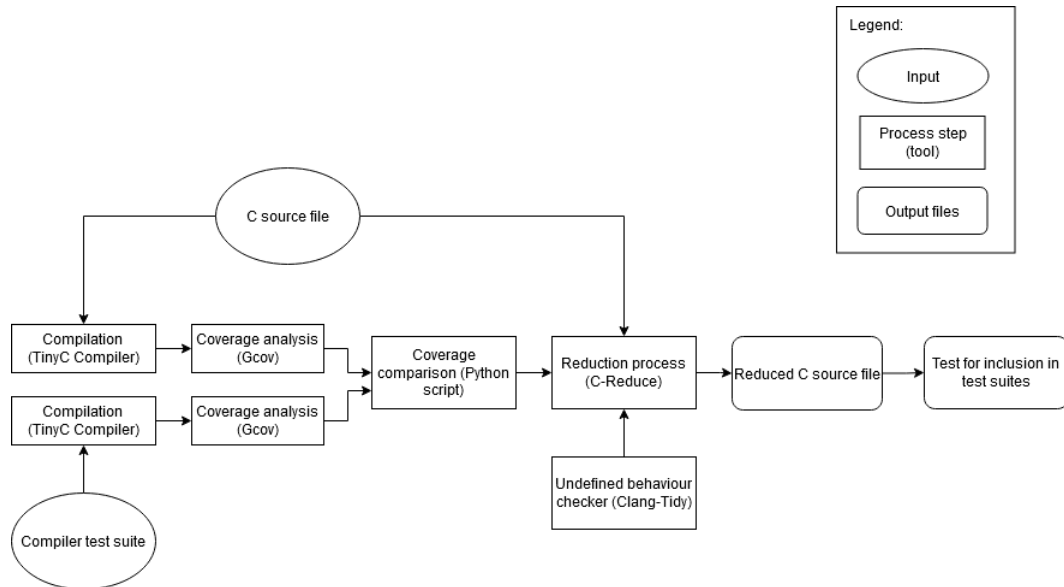 Legend:
Input
Process step
(tool)
Output files
C source file
Compilation
(TinyC Compiler)
Coverage analysis
(Gcov)
Coverage
comparison (Python
script)
Reduction process
(C-Reduce)
Reduced C source file
Test for inclusion in
test suites
Compilation
(TinyC Compiler)
Coverage analysis
(Gcov)
Undefined behaviour
checker (Clang-Tidy)
Compiler test suite